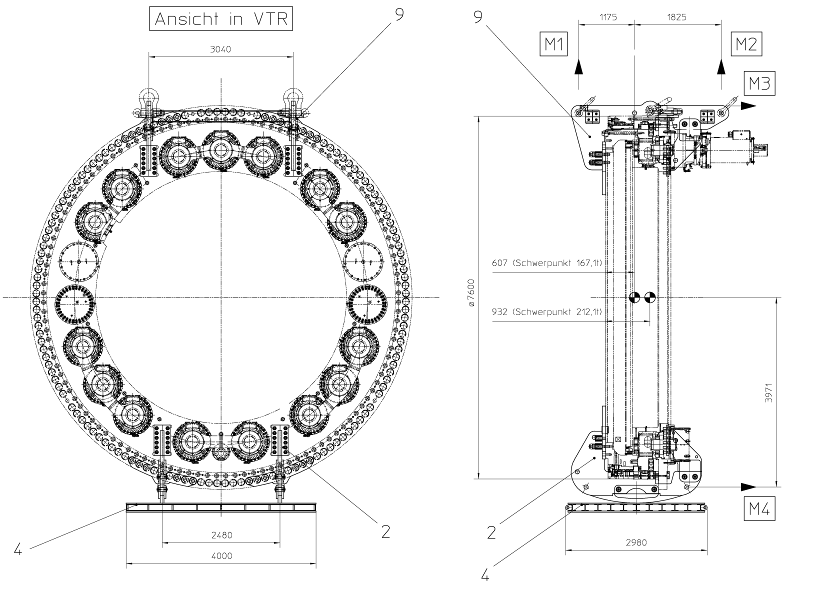 Ansicht in VTR
9
3040
4
2480
4000
2
9
1175
1825
M1
M2
M3
607 (Schwerpunkt 167,1t)
⌀7600
932 (Schwerpunkt 212,1t)
3971
M4
2
2980
4